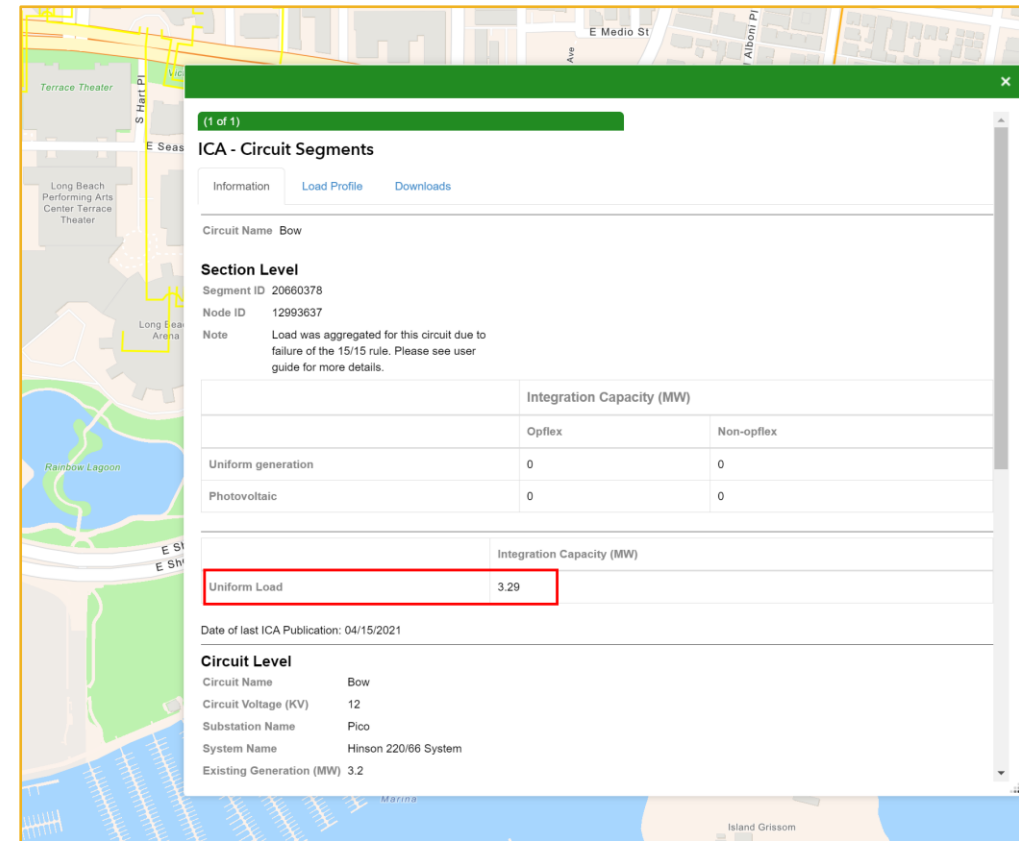 E Medio St
Alboni Pl
Ave
Terrace Theater
S Hart Pl
Vic
×
(1 of 1)
E Seas
ICA - Circuit Segments
Information Load Profile Downloads
Long Beach
Performing Arts
Center Terrace
Theater
Circuit Name Bow
Section Level
Segment ID 20660378
Node ID 12993637
Note Load was aggregated for this circuit due to
failure of the 15/15 rule. Please see user
guide for more details.
Long Bea
Arena
Integration Capacity (MW)
Opflex Non-opflex
Uniform generation 0 0
Photovoltaic 0 0
Rainbow Lagoon
E Sh
E Sho
Integration Capacity (MW)
Uniform Load 3.29
Date of last ICA Publication: 04/15/2021
Circuit Level
Circuit Name Bow
Circuit Voltage (KV) 12
Substation Name Pico
System Name Hinson 220/66 System
Existing Generation (MW) 3.2
Marina
Island Grissom